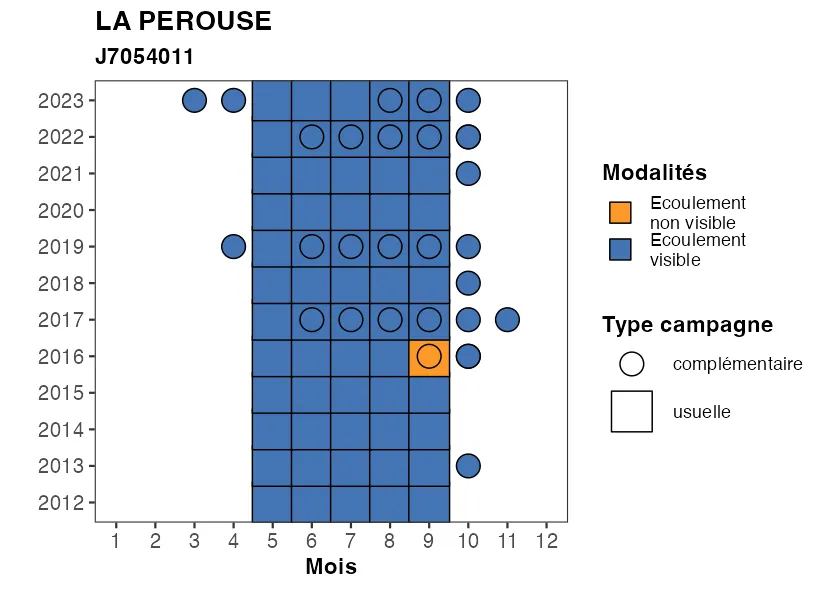 LA PEROUSE
J7054011
2023
2022
2021
2020
2019
2018
2017
2016
2015
2014
2013
2012
1 2 3 4 5 6 7 8 9 10 11 12
Mois
Modalités
Ecoulement
non visible
Ecoulement
visible
Type campagne
complémentaire
usuelle